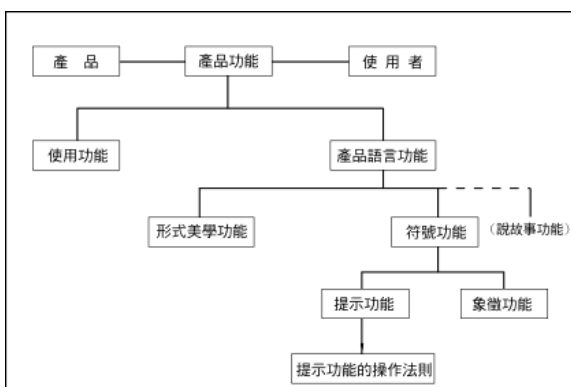 產 品
產品功能
使 用 者
使用功能
產品語言功能
形式美學功能
符號功能
(說故事功能)
提示功能
象徵功能
提示功能的操作法則